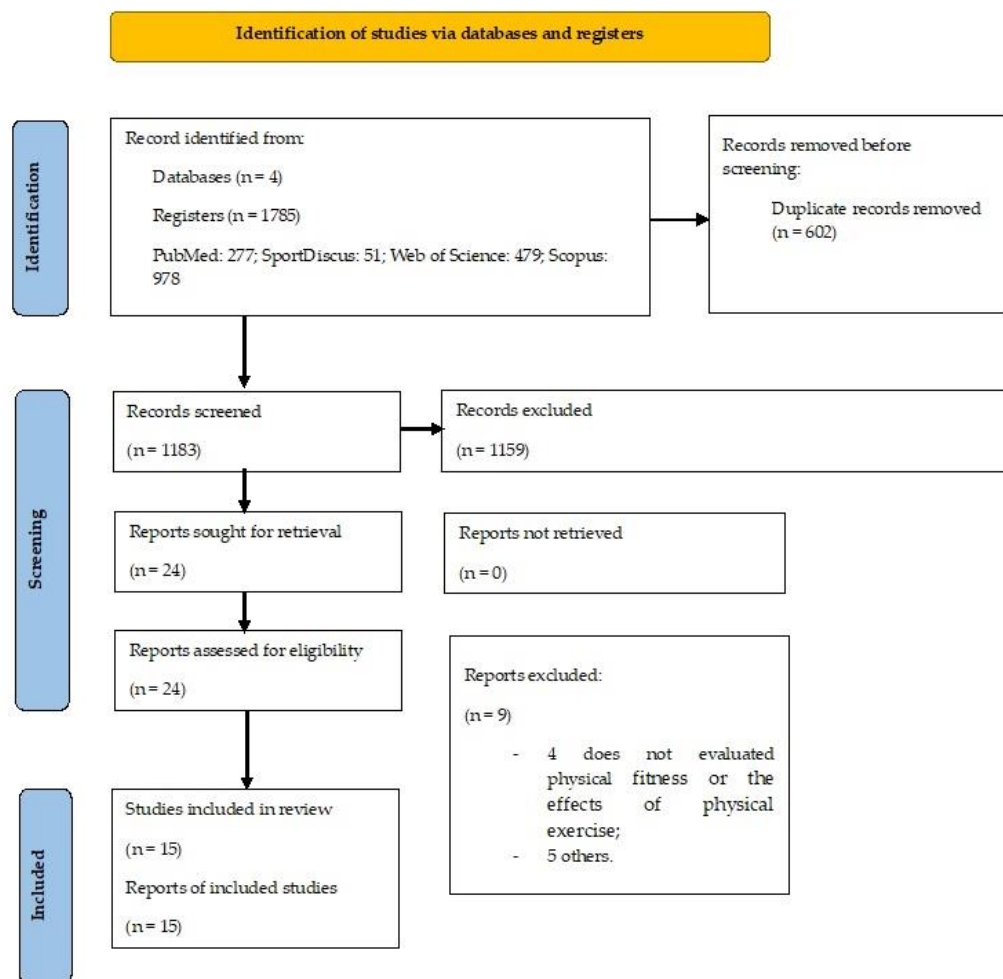 Identification of studies via databases and registers
Identification
Record identified from:
Databases (n = 4)
Registers (n = 1785)
PubMed: 277; SportDiscus: 51; Web of Science: 479; Scopus:
978
Records removed before
screening:
Duplicate records removed
(n = 602)
Screening
Records screened
(n = 1183)
Records excluded
(n = 1159)
Reports sought for retrieval
(n = 24)
Reports not retrieved
(n = 0)
Reports assessed for eligibility
(n = 24)
Reports excluded:
(n = 9)
- 4 does not evaluated
physical fitness or the
effects of physical
exercise;
- 5 others.
Included
Studies included in review
(n = 15)
Reports of included studies
(n = 15)